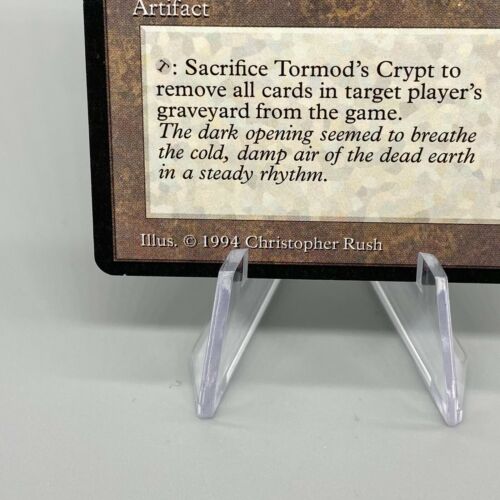 Artifact
T: Sacrifice Tormod's Crypt to
remove all cards in target player's
graveyard from the game.
The dark opening seemed to breathe
the cold, damp air of the dead earth
in a steady rhythm.
Illus. © 1994 Christopher Rush